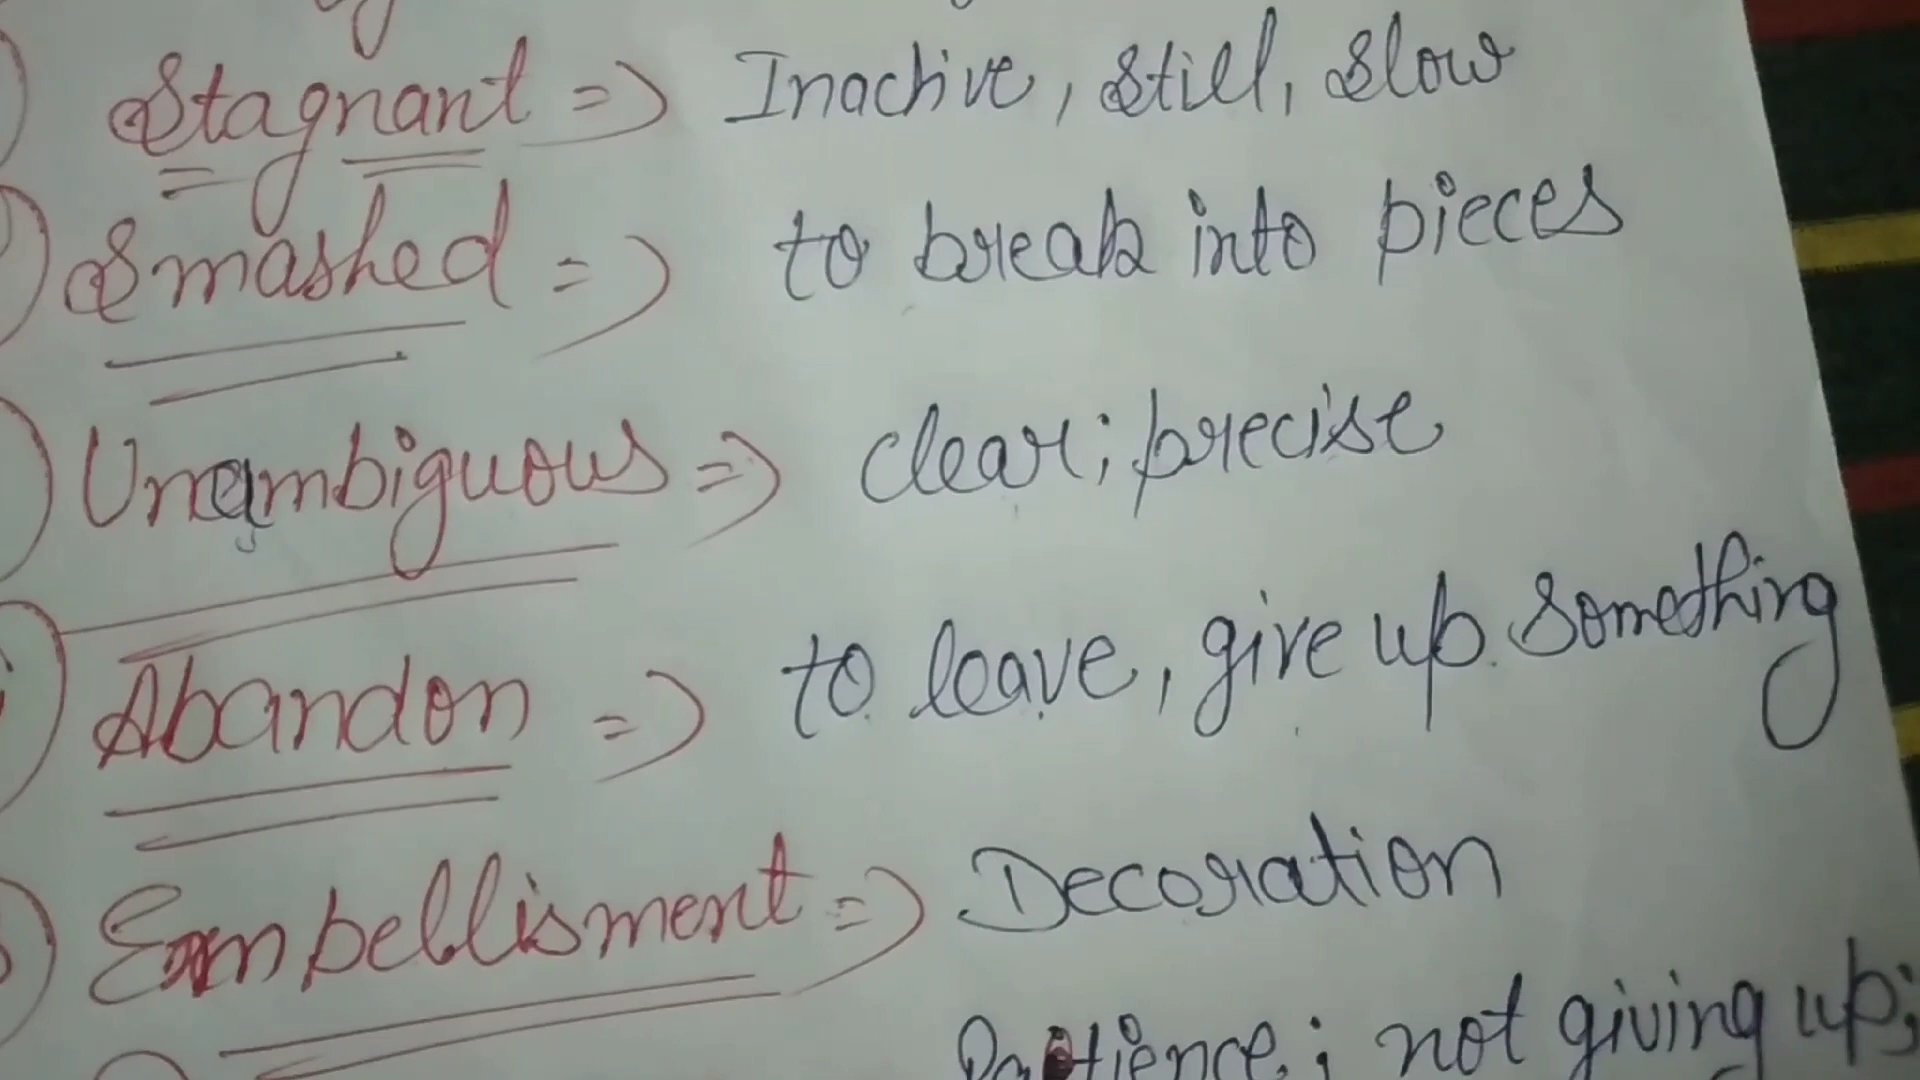 Stagnant => Inactive, Still, Slow
Smashed => to break into pieces
Unambiguous => clear; precise
Abandon => to leave, give up Something
Embellisment => Decoration
Patience; not giving up;